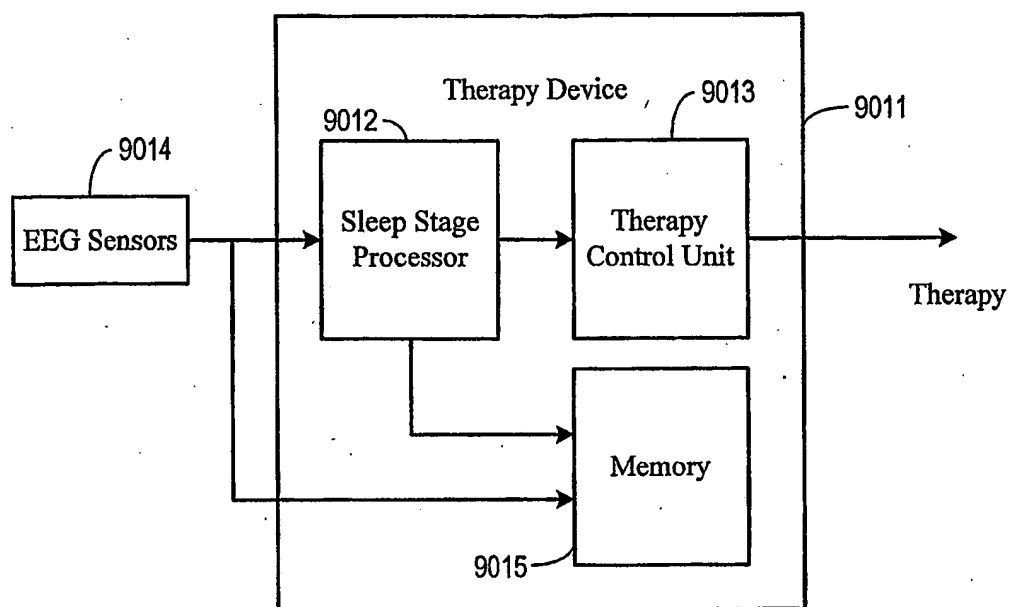 Therapy Device
9011
9012
9013
9014
EEG Sensors
Sleep Stage
Processor
Therapy
Control Unit
Therapy
Memory
9015